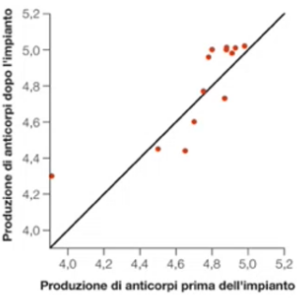 Produzione di anticorpi dopo l'impianto
5,2
5,0
4,8
4,6
4,4
4,2
4,0
4,0 4,2 4,4 4,6 4,8 5,0 5,2
Produzione di anticorpi prima dell'impianto